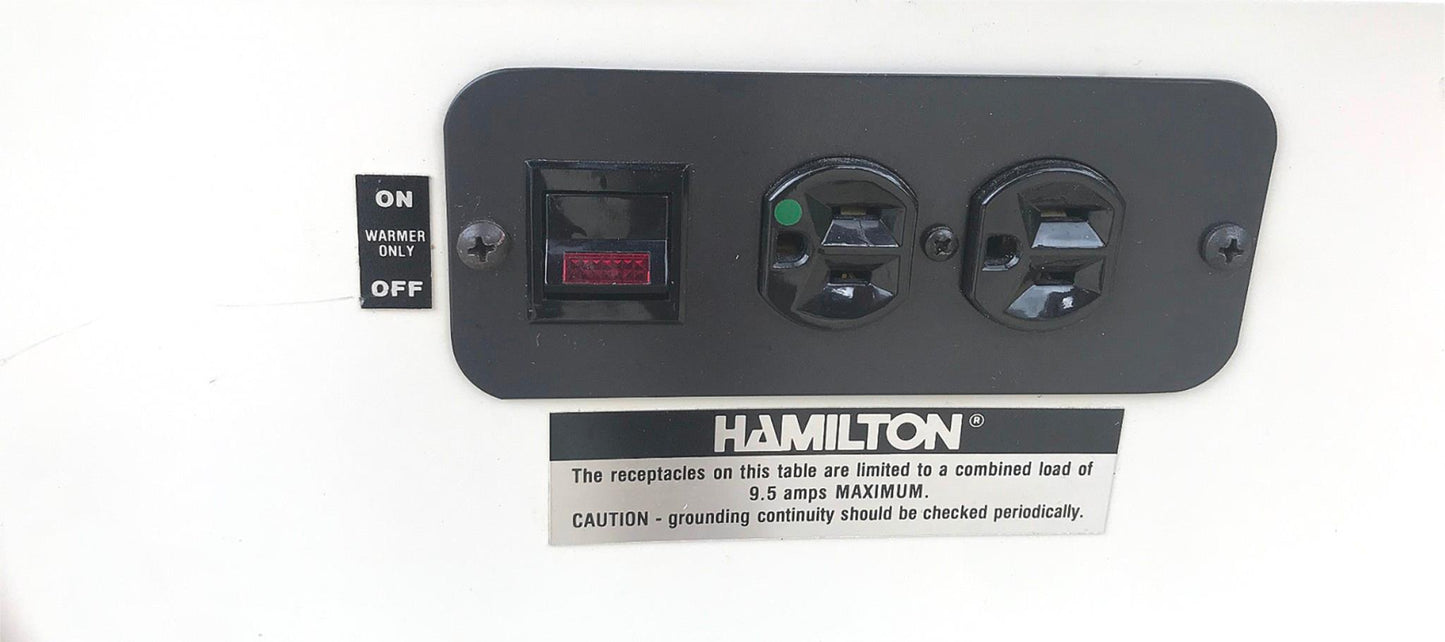 ON
WARMER
ONLY
OFF
HAMILTON®
The receptacles on this table are limited to a combined load of
9.5 amps MAXIMUM.
CAUTION - grounding continuity should be checked periodically.